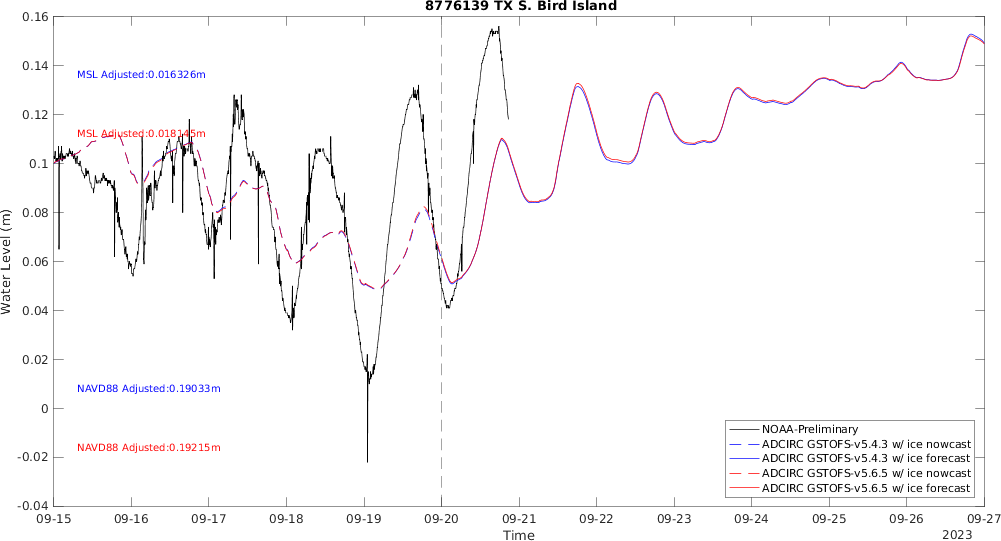 8776139 TX S. Bird Island
0.16
0.14
0.12
0.1
0.08
0.06
0.04
0.02
0
-0.02
-0.04
Water Level (m)
MSL Adjusted:0.016326m
MSL Adjusted:0.018145m
NAVD88 Adjusted:0.19033m
NAVD88 Adjusted:0.19215m
NOAA-Preliminary
ADCIRC GSTOFS-v5.4.3 w/ ice nowcast
ADCIRC GSTOFS-v5.4.3 w/ ice forecast
ADCIRC GSTOFS-v5.6.5 w/ ice nowcast
ADCIRC GSTOFS-v5.6.5 w/ ice forecast
09-15 09-16 09-17 09-18 09-19 09-20 09-21 09-22 09-23 09-24 09-25 09-26 09-27
Time
2023